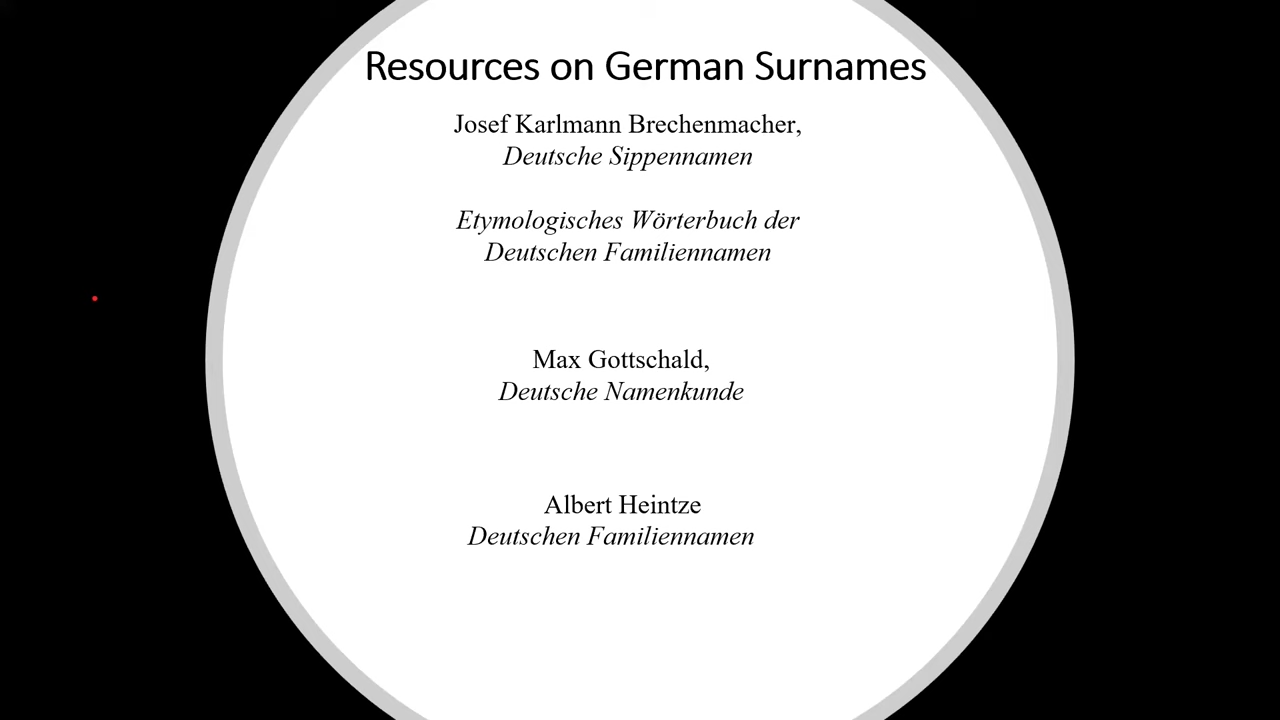 Resources on German Surnames
Josef Karlmann Brechenmacher,
Deutsche Sippennamen
Etymologisches Wörterbuch der
Deutschen Familiennamen
Max Gottschald,
Deutsche Namenkunde
Albert Heintze
Deutschen Familiennamen